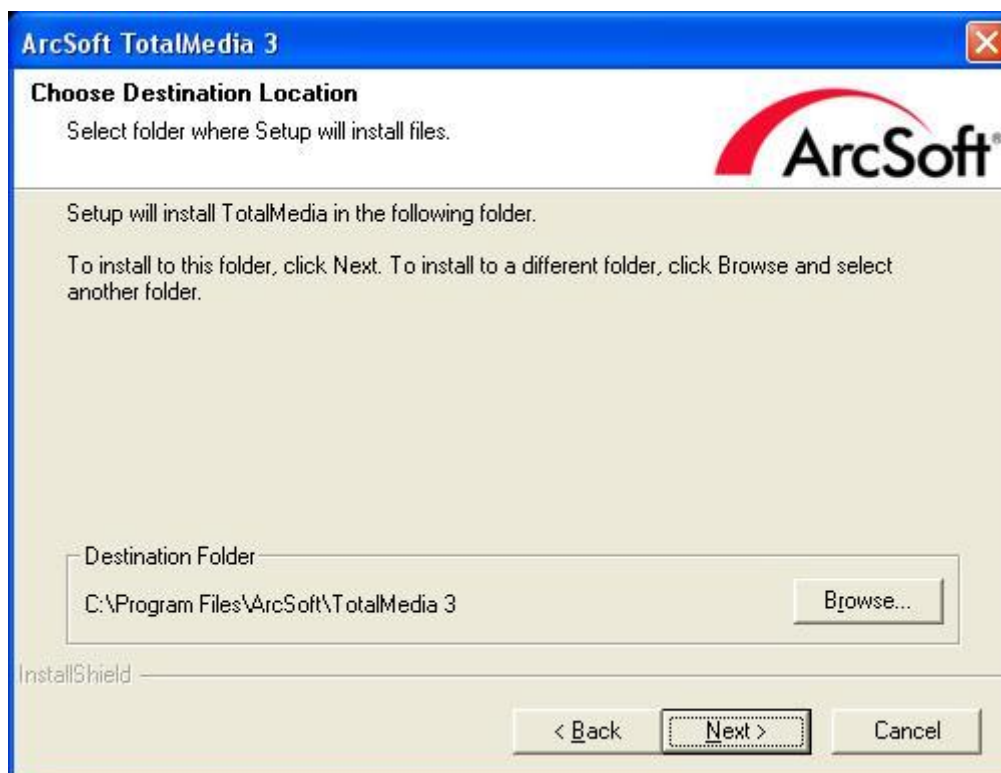 ArcSoft TotalMedia 3
Choose Destination Location
Select folder where Setup will install files.
ArcSoft®
Setup will install TotalMedia in the following folder.
To install to this folder, click Next. To install to a different folder, click Browse and select
another folder.
Destination Folder
C:\Program Files\ArcSoft\TotalMedia 3
Browse...
InstallShield
< Back
Next >
Cancel